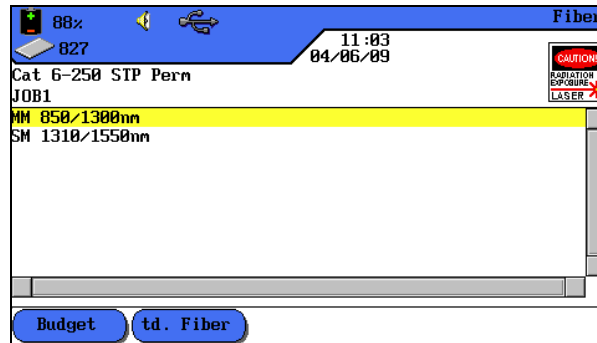 88% Fiber
827
11:03
04/06/09
CAUTION!
RADIATION
EXPOSURE
LASER
Cat 6-250 STP Perm
JOB1
MM 850/1300nm
SM 1310/1550nm
Budget td. Fiber